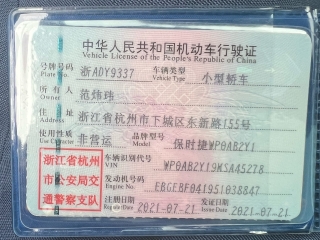 中华人民共和国机动车行驶证
Vehicle License of the People's Republic of China
号牌号码 浙ADY9337 车辆类型 小型轿车
Plate No. Vehicle Type
所有人 范炜玮
Owner
住址 浙江省杭州市下城区东新路155号
Address
使用性质 非营运 品牌型号 保时捷WP0AB2Y1
Use Character Model
浙江省杭州市公安局交通警察支队
车辆识别代号 WP0AB2Y19MSA45278
VIN
发动机号码 EBGEBF041951038847
Engine No.
注册日期 2021-07-21 发证日期 2021-07-21
Register Date Issue Date